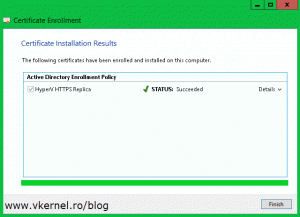 Certificate Enrollment
Certificate Installation Results
The following certificates have been enrolled and installed on this computer.
Active Directory Enrollment Policy
HyperV HTTPS Replica STATUS: Succeeded Details
www.vkernel.ro/blog
Finish